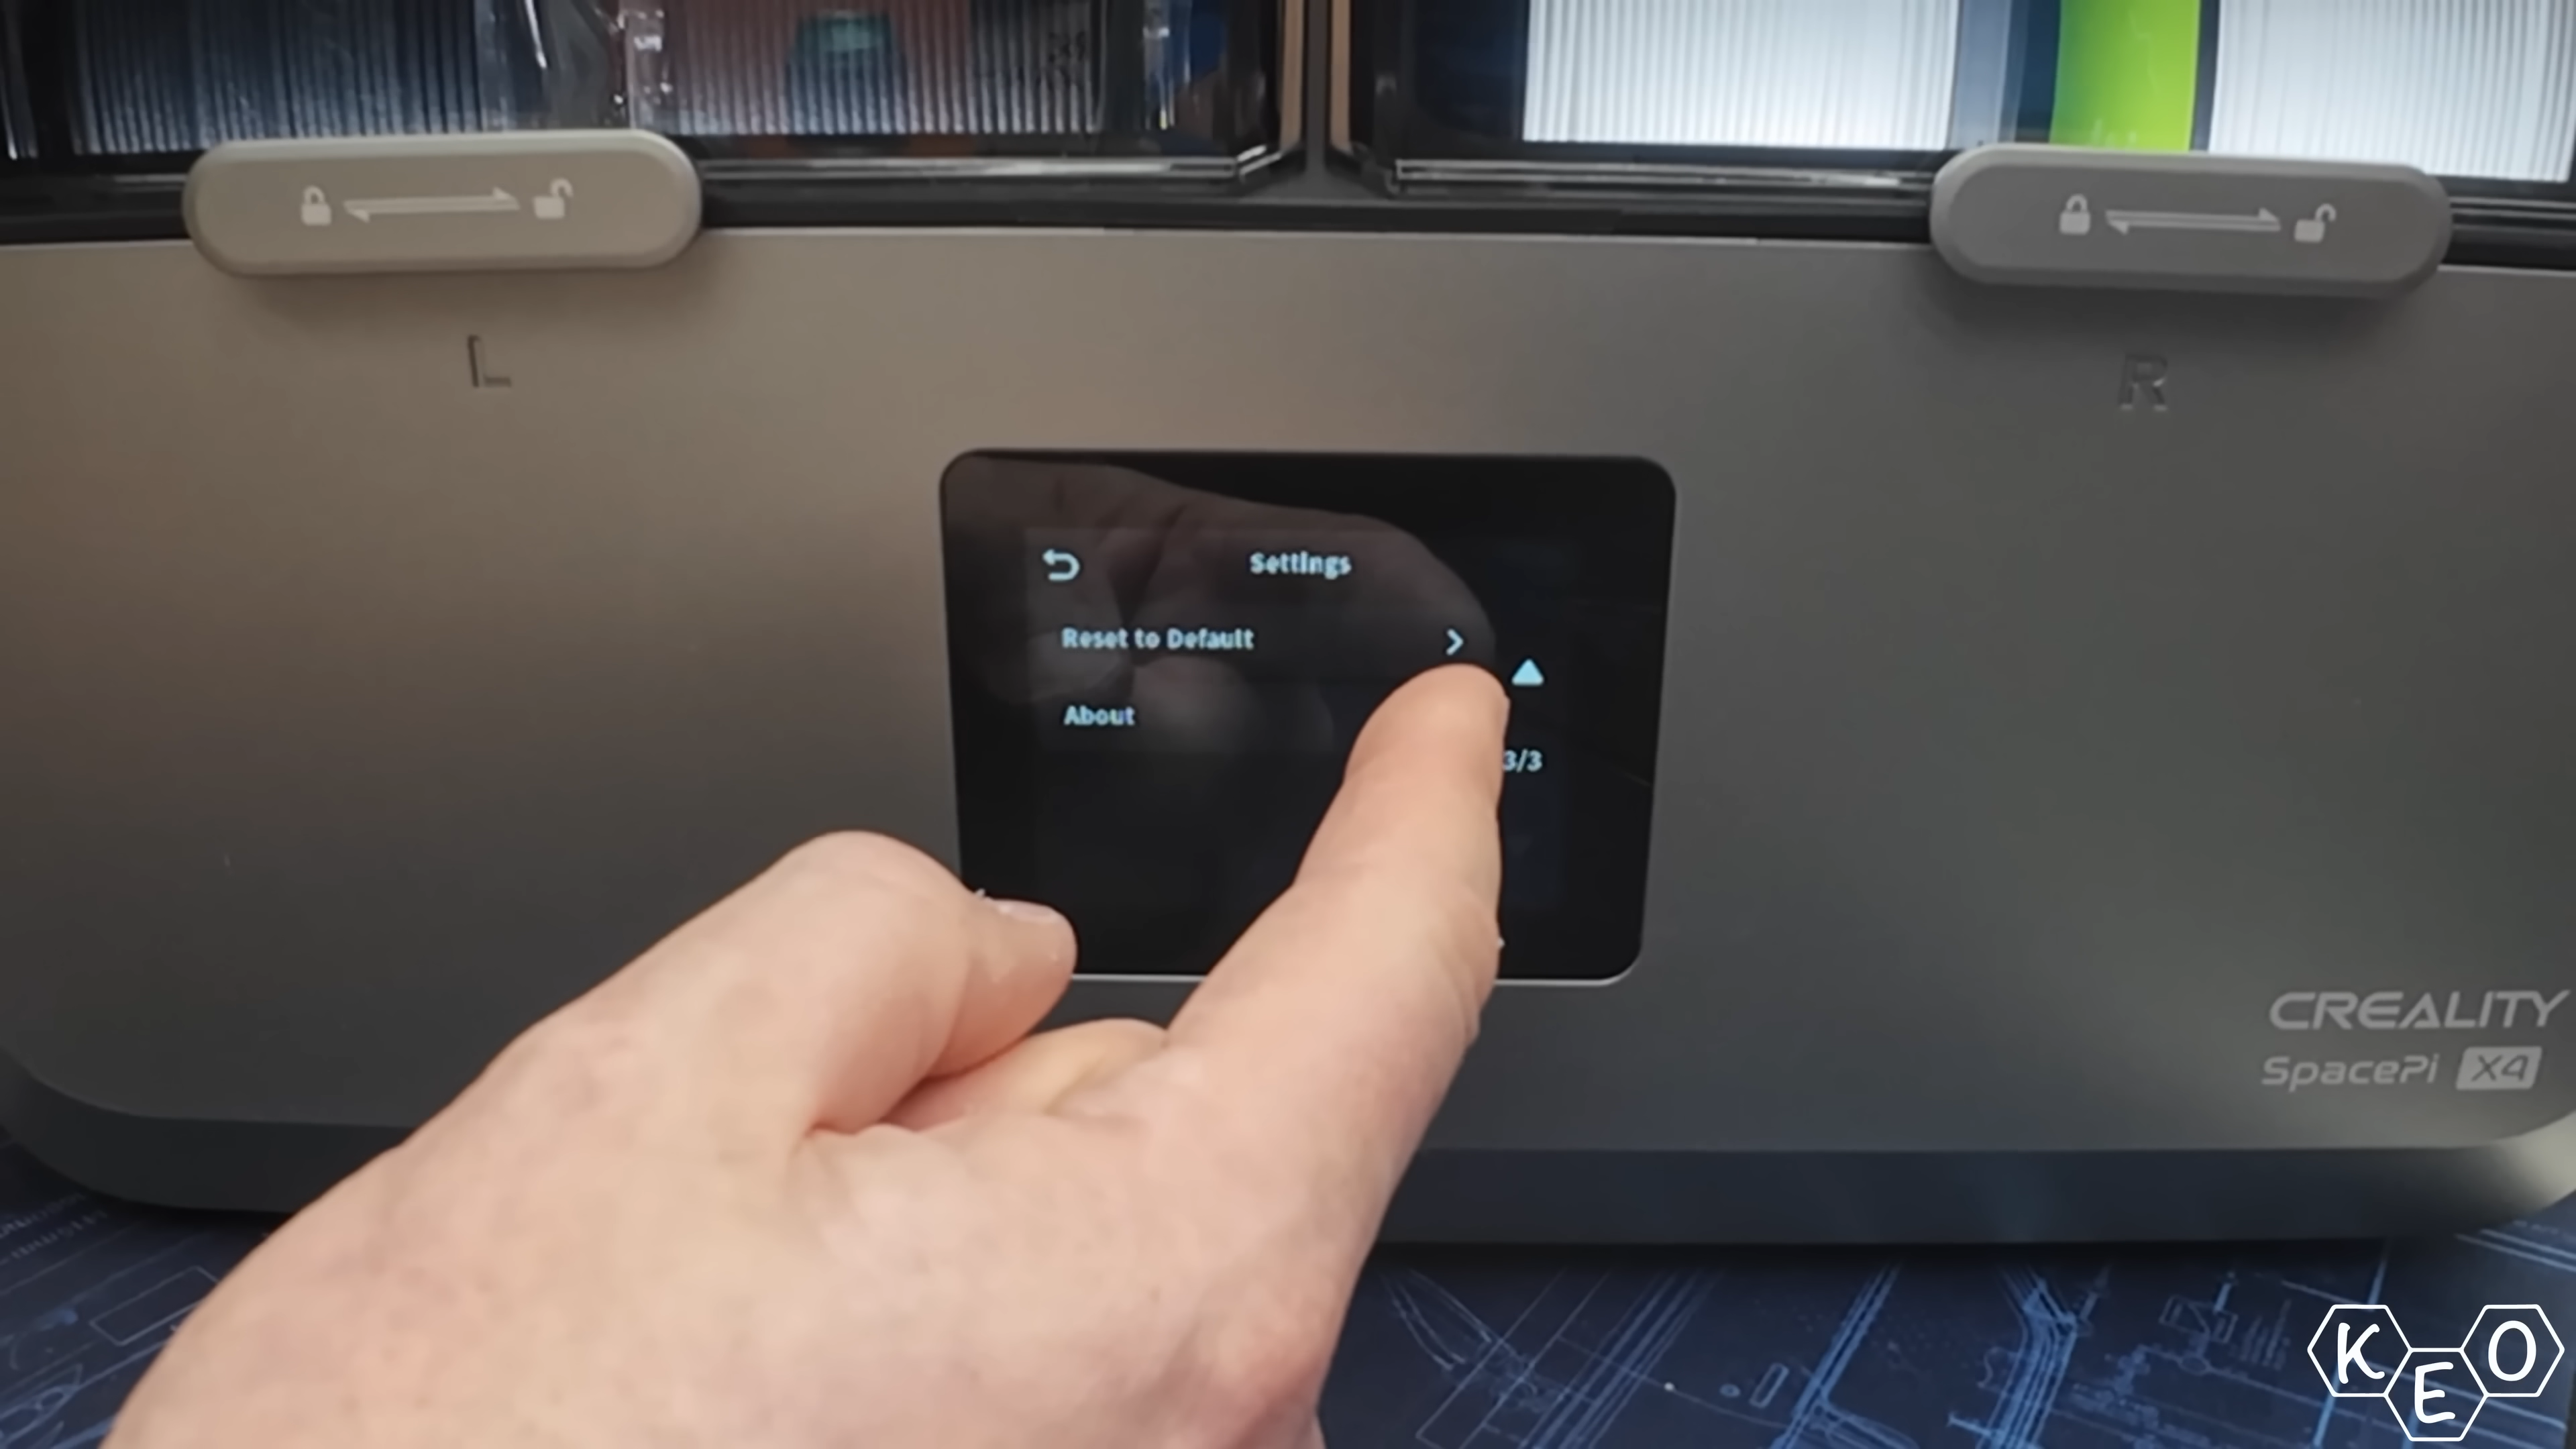 L
R
Settings
Reset to Default
About
3/3
CREALITY
SpacePi X4
KEO